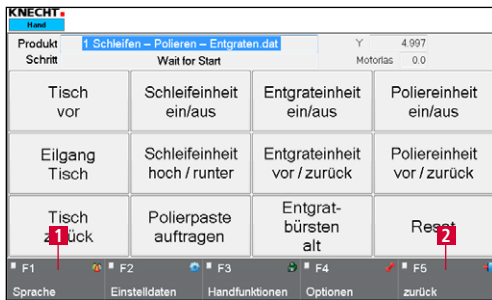 KNECHT
Hand
Produkt 1 Schleifen – Polieren – Entgraten.dat Y 4.997
Schritt Wait for Start Motorlas 0.0
Tisch vor
Schleifeinheit ein/aus
Entgrateinheit ein/aus
Poliereinheit ein/aus
Eilgang Tisch
Schleifeinheit hoch / runter
Entgrateinheit vor / zurück
Poliereinheit vor / zurück
Tisch zurück
Polierpaste auftragen
Entgrat-
bürsten
alt
Reset
1
2
F1 F2 F3 F4 F5
Sprache Einstelldaten Handfunktionen Optionen zurück